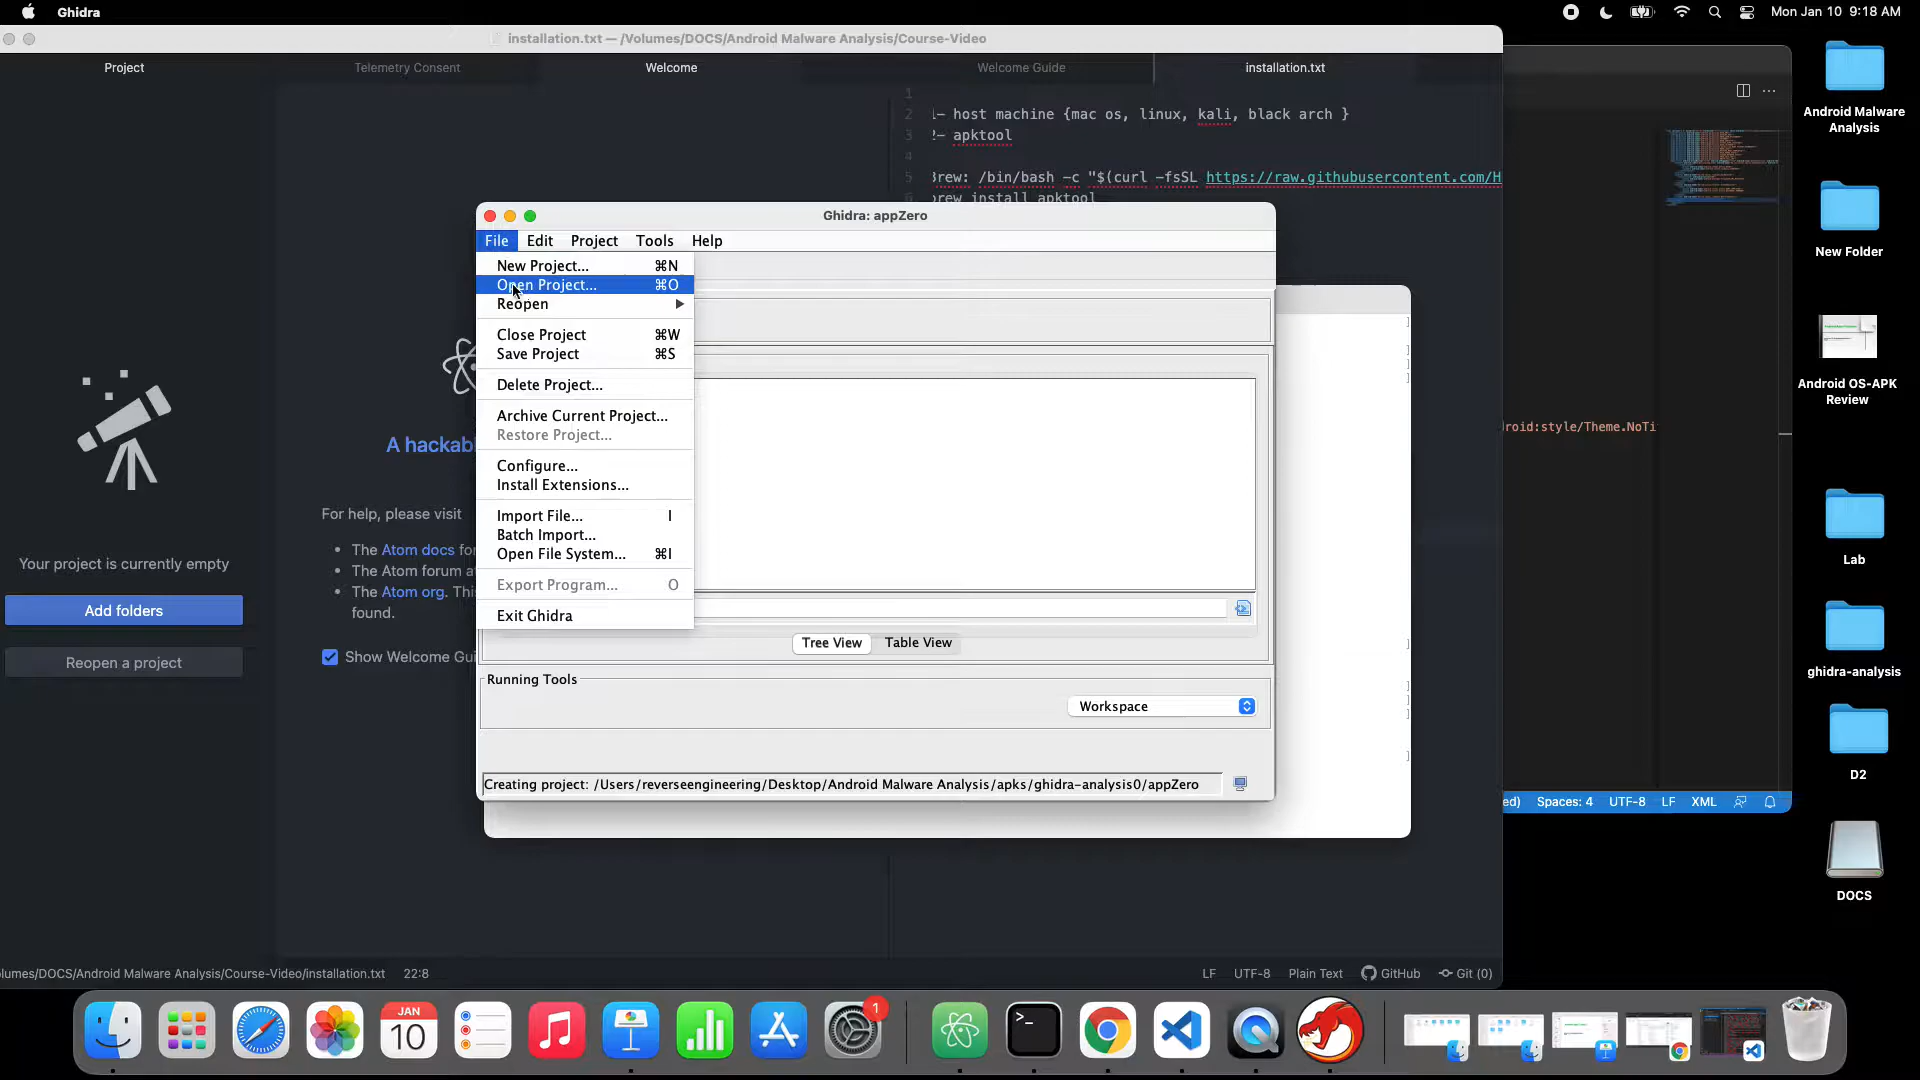 Ghidra
Mon Jan 10 9:18 AM
installation.txt — /Volumes/DOCS/Android Malware Analysis/Course-Video
Project
Telemetry Consent
Welcome
Welcome Guide
installation.txt
1
2 - host machine {mac os, linux, kali, black arch }
3 - apktool
4
5 rew: /bin/bash -c "$(curl -fsSL https://raw.githubusercontent.com/H
rew install apktool
Ghidra: appZero
File Edit Project Tools Help
New Project... ⌘N
Open Project... ⌘O
Reopen
Close Project ⌘W
Save Project ⌘S
Delete Project...
Archive Current Project...
Restore Project...
Configure...
Install Extensions...
Import File... I
Batch Import...
Open File System... ⌘I
Export Program... O
Exit Ghidra
Tree View
Table View
Running Tools
Workspace
Creating project: /Users/reverseengineering/Desktop/Android Malware Analysis/apks/ghidra-analysis0/appZero
A hackab
For help, please visit
• The Atom docs fo
• The Atom forum a
• The Atom org. Thi
found.
Show Welcome Gui
Your project is currently empty
Add folders
Reopen a project
roid:style/Theme.NoTi
ed) Spaces: 4 UTF-8 LF XML
lumes/DOCS/Android Malware Analysis/Course-Video/installation.txt 22:8
LF UTF-8 Plain Text GitHub Git (0)
Android Malware
Analysis
New Folder
Android OS-APK
Review
Lab
ghidra-analysis
D2
DOCS
JAN
10
1